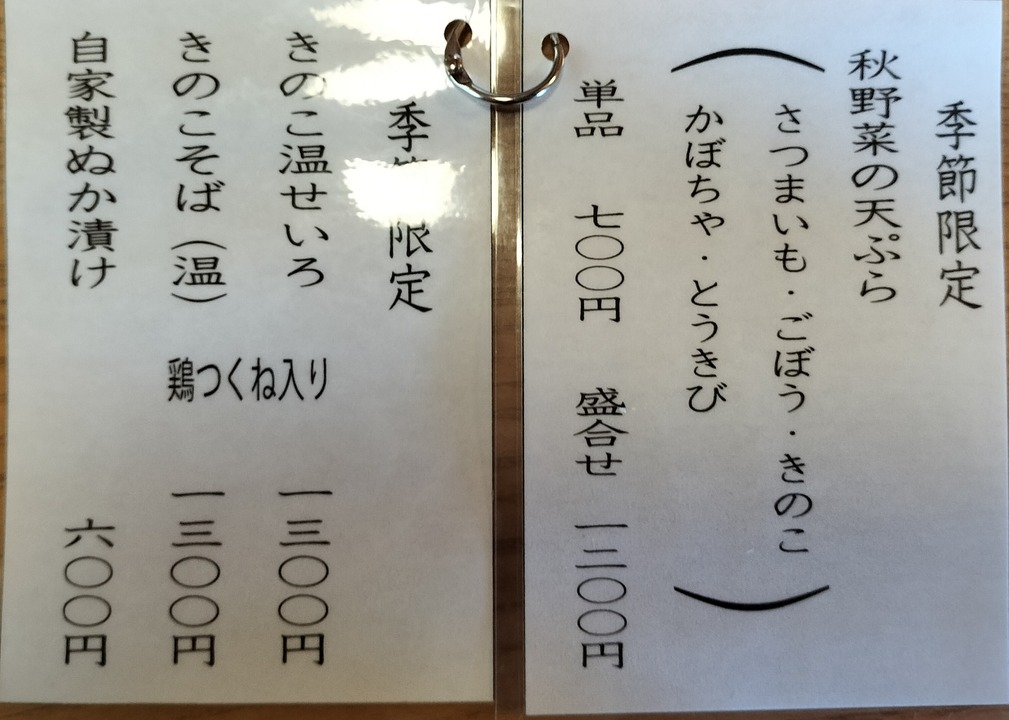 季節限定
秋野菜の天ぷら
（さつまいも・ごぼう・きのこ
かぼちゃ・とうきび）
単品 七〇〇円 盛合せ 一二〇〇円
季節限定
きのこ温せいろ 一三〇〇円
きのこそば（温） 一三〇〇円
鶏つくね入り
自家製ぬか漬け 六〇〇円